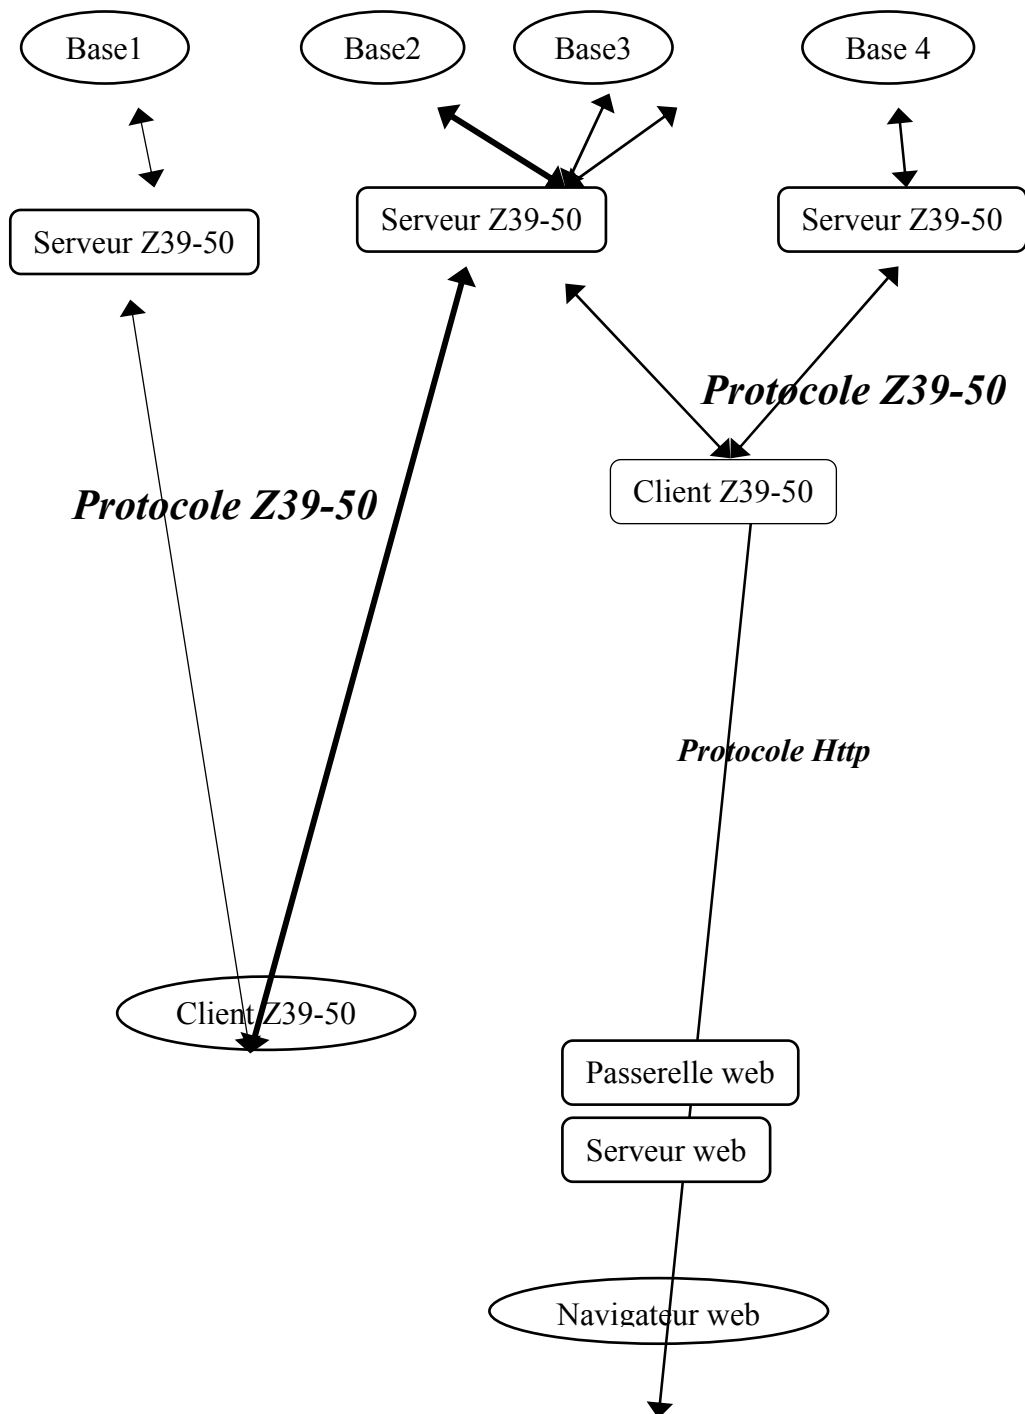 Base1
Base2
Base3
Base 4
Serveur Z39-50
Serveur Z39-50
Serveur Z39-50
Protocole Z39-50
Client Z39-50
Protocole Z39-50
Protocole Http
Client Z39-50
Passerelle web
Serveur web
Navigateur web